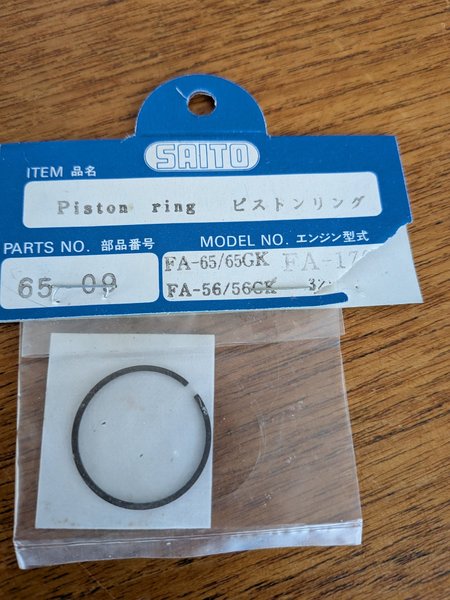 SAITO
ITEM 品名
Piston ring ピストンリング
PARTS NO. 部品番号
MODEL NO. エンジン型式
65-09
FA-65/65GK
FA-56/56GK